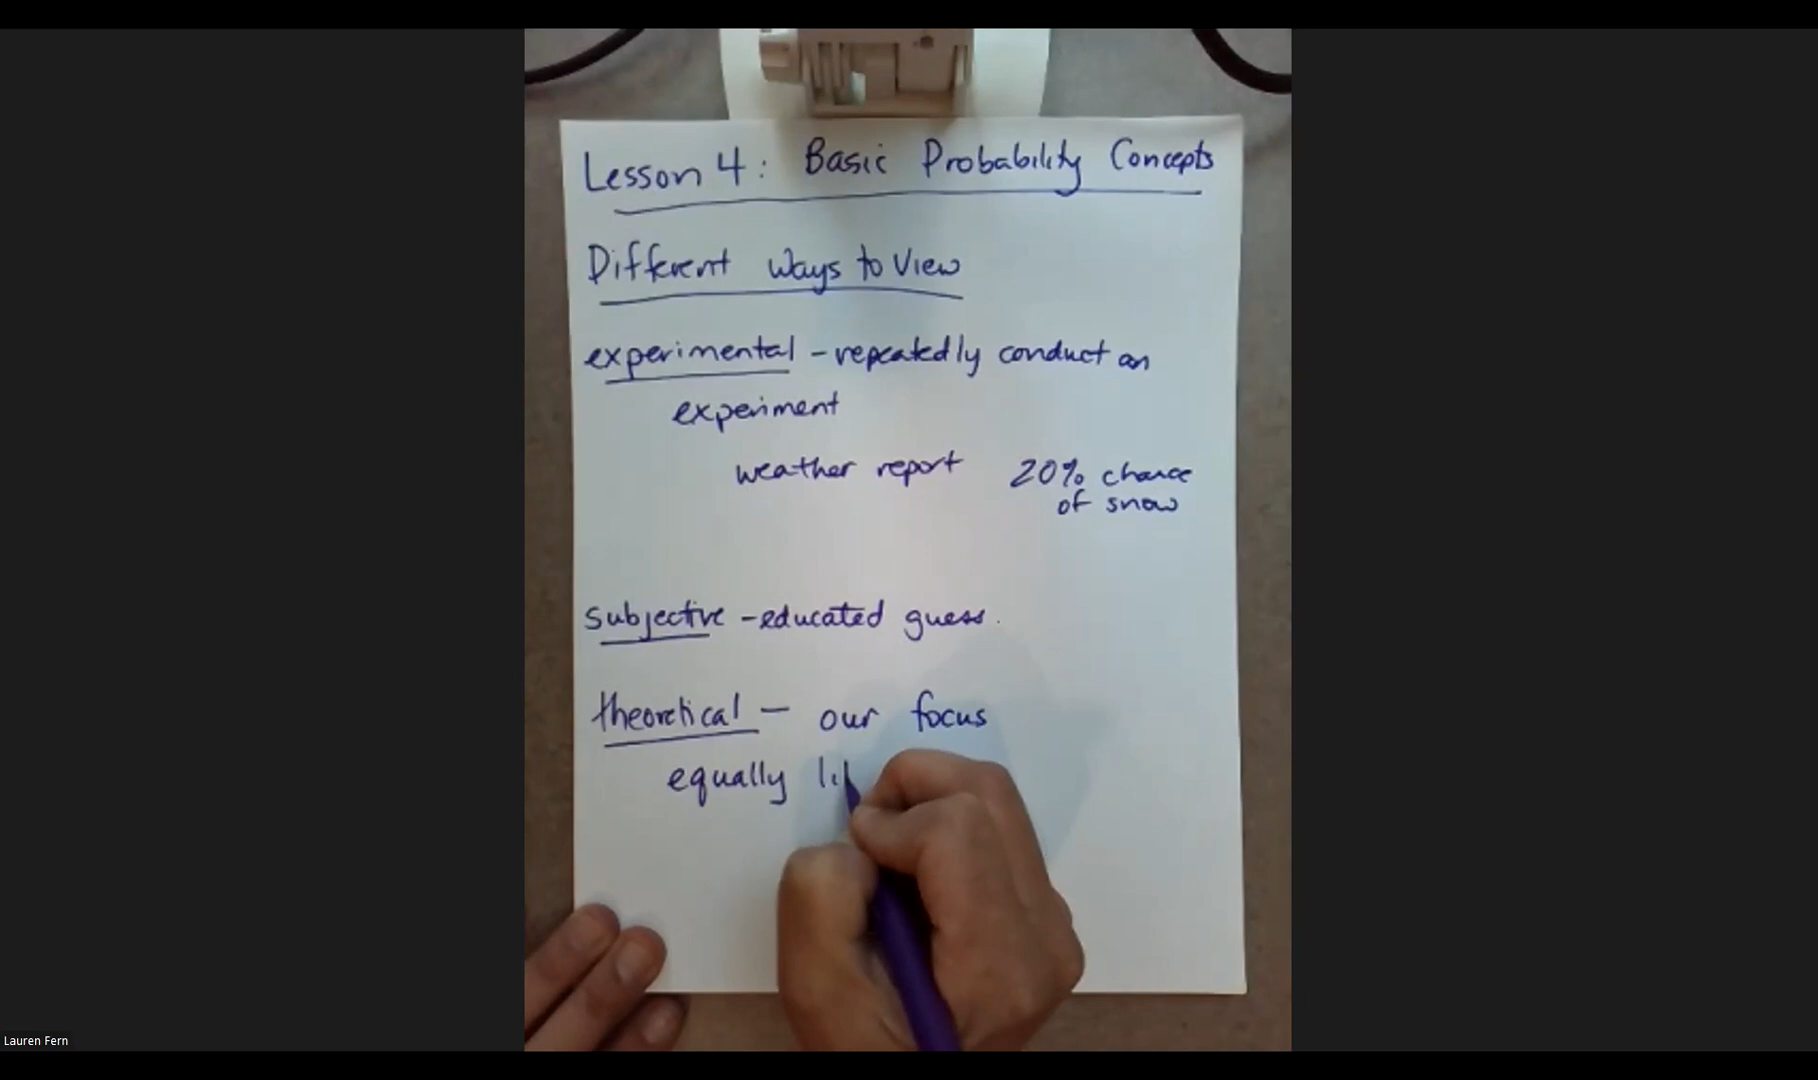 Lesson 4: Basic Probability Concepts
Different Ways to View
experimental - repeatedly conduct an
experiment
weather report 20% chance
of snow
subjective - educated guess.
theoretical - our focus
equally
Lauren Fern